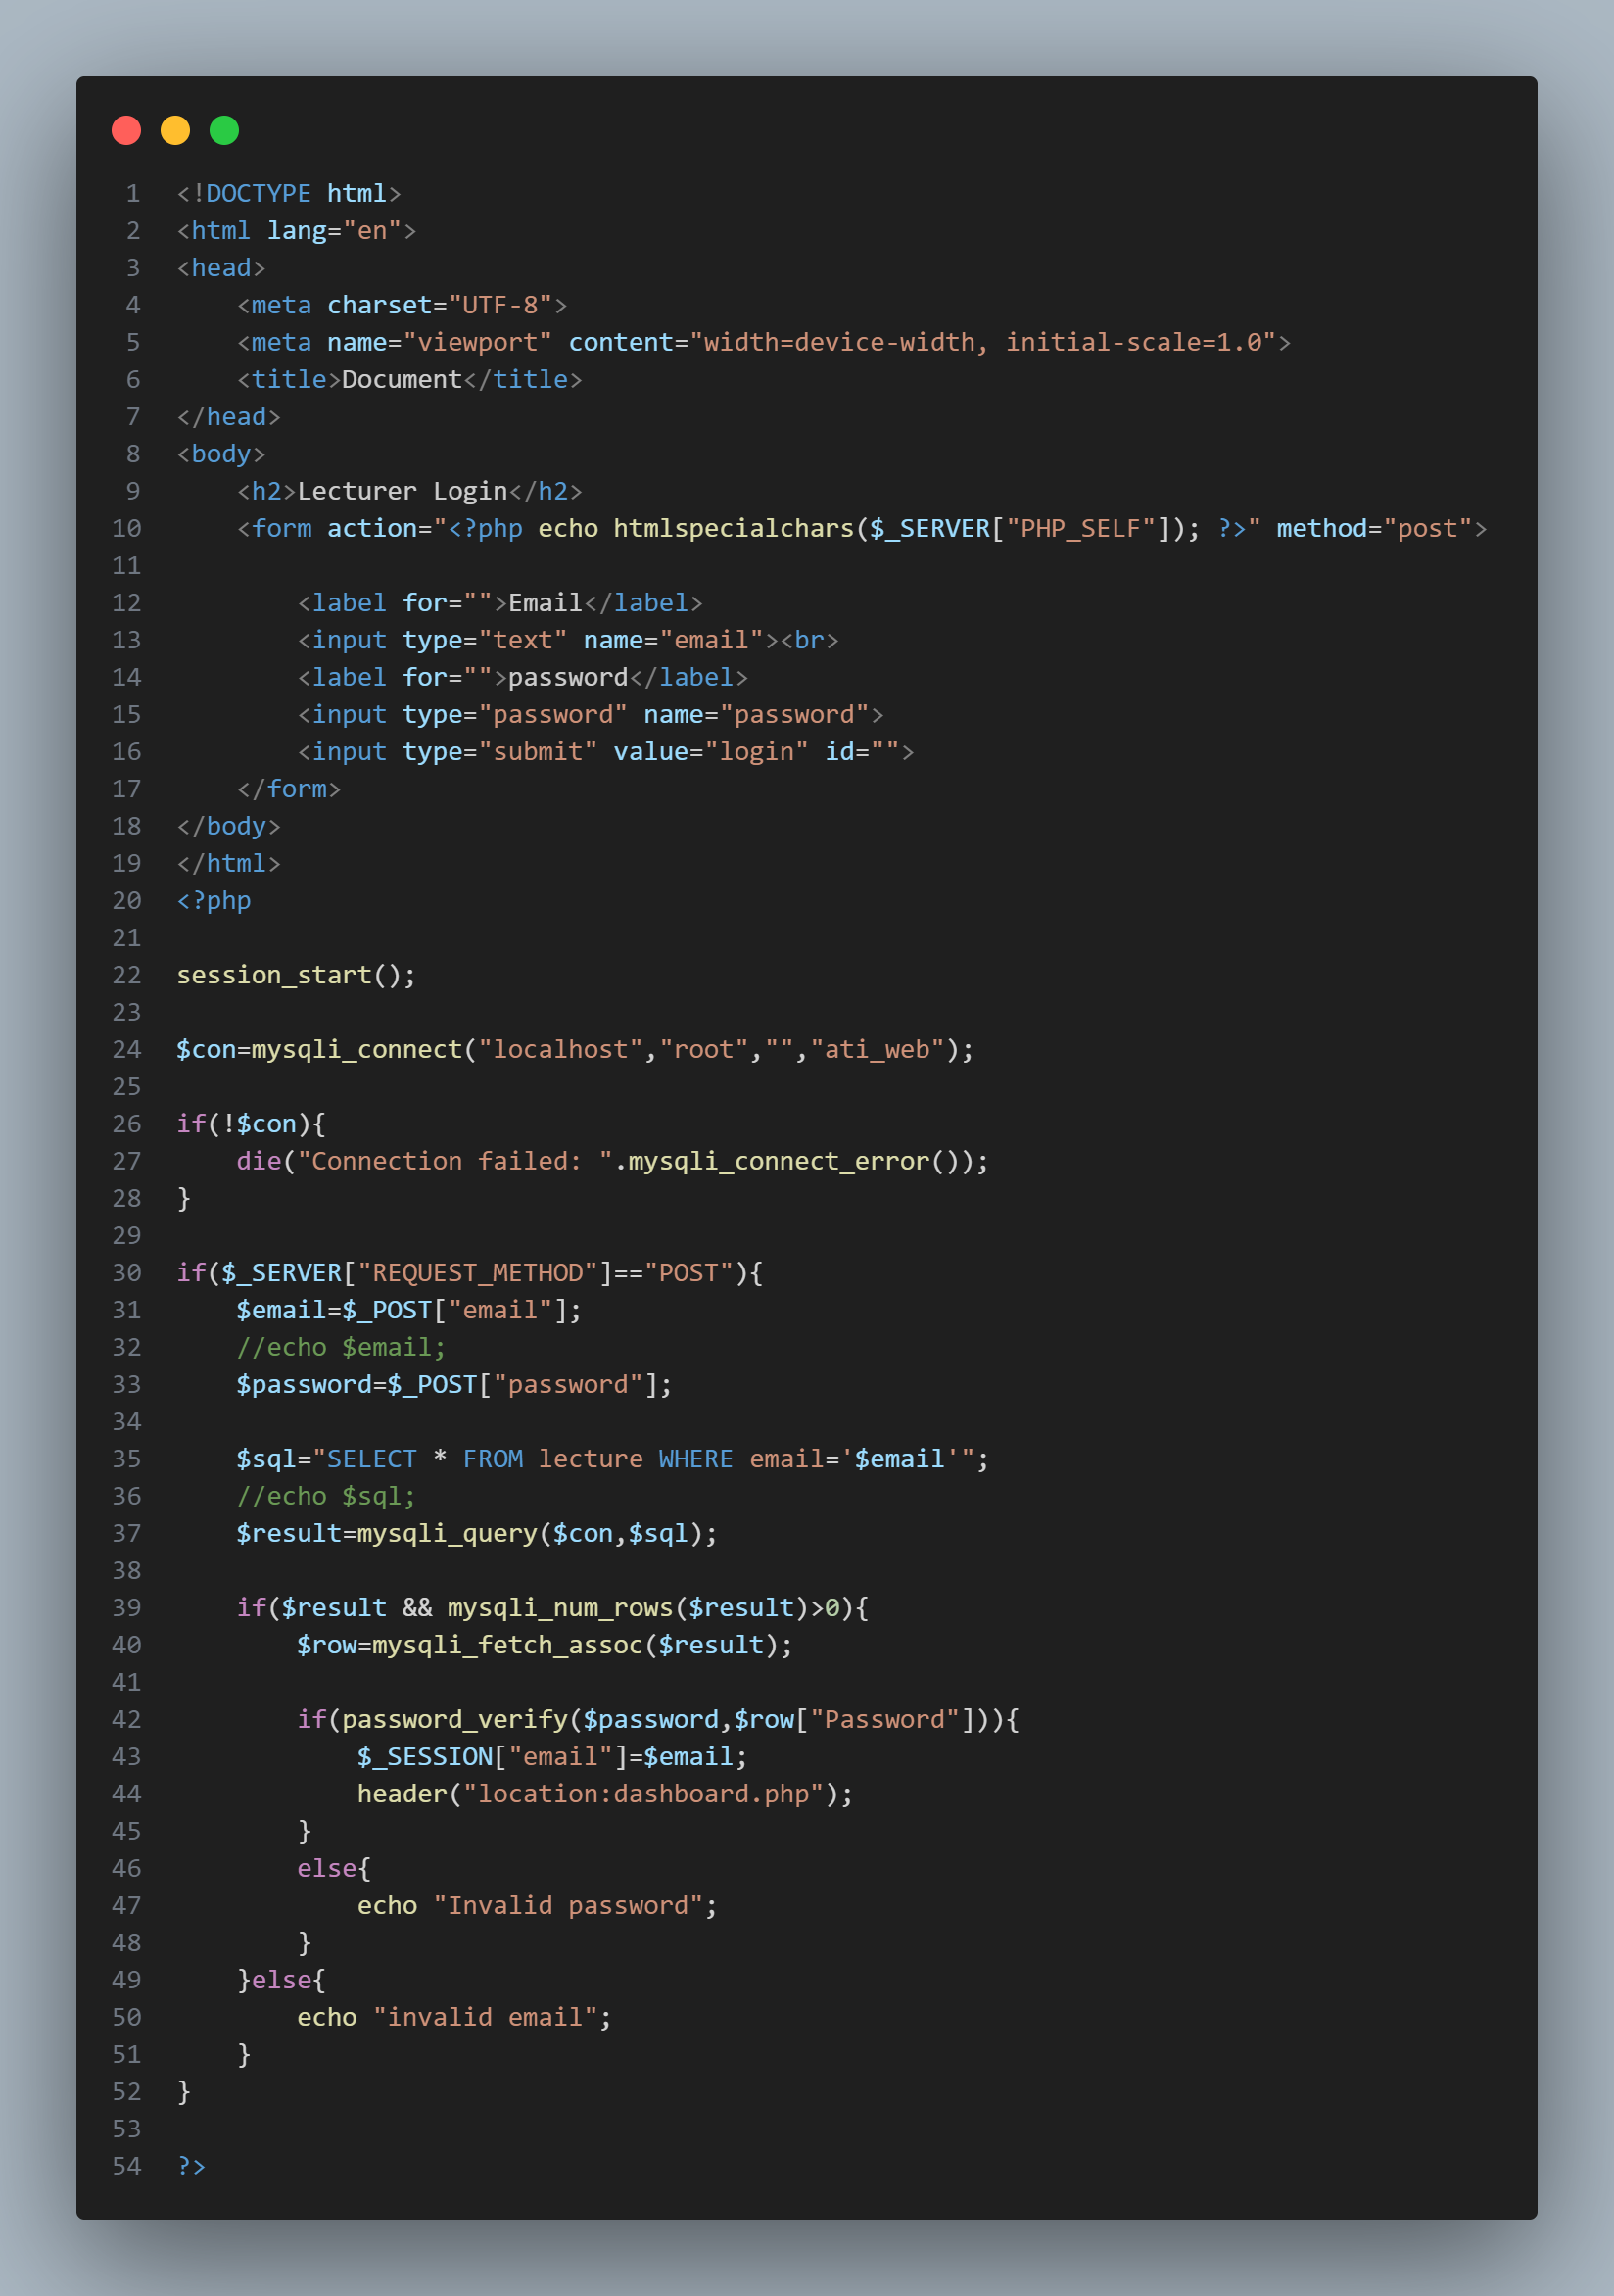 1 <!DOCTYPE html>
2 <html lang="en">
3 <head>
4     <meta charset="UTF-8">
5     <meta name="viewport" content="width=device-width, initial-scale=1.0">
6     <title>Document</title>
7 </head>
8 <body>
9     <h2>Lecturer Login</h2>
10     <form action="<?php echo htmlspecialchars($_SERVER["PHP_SELF"]); ?>" method="post">
11
12         <label for="">Email</label>
13         <input type="text" name="email"><br>
14         <label for="">password</label>
15         <input type="password" name="password">
16         <input type="submit" value="login" id="">
17     </form>
18 </body>
19 </html>
20 <?php
21
22 session_start();
23
24 $con=mysqli_connect("localhost","root","","ati_web");
25
26 if(!$con){
27     die("Connection failed: ".mysqli_connect_error());
28 }
29
30 if($_SERVER["REQUEST_METHOD"]=="POST"){
31     $email=$_POST["email"];
32     //echo $email;
33     $password=$_POST["password"];
34
35     $sql="SELECT * FROM lecture WHERE email='$email'";
36     //echo $sql;
37     $result=mysqli_query($con,$sql);
38
39     if($result && mysqli_num_rows($result)>0){
40         $row=mysqli_fetch_assoc($result);
41
42         if(password_verify($password,$row["Password"])){
43             $_SESSION["email"]=$email;
44             header("location:dashboard.php");
45         }
46         else{
47             echo "Invalid password";
48         }
49     }else{
50         echo "invalid email";
51     }
52 }
53
54 ?>